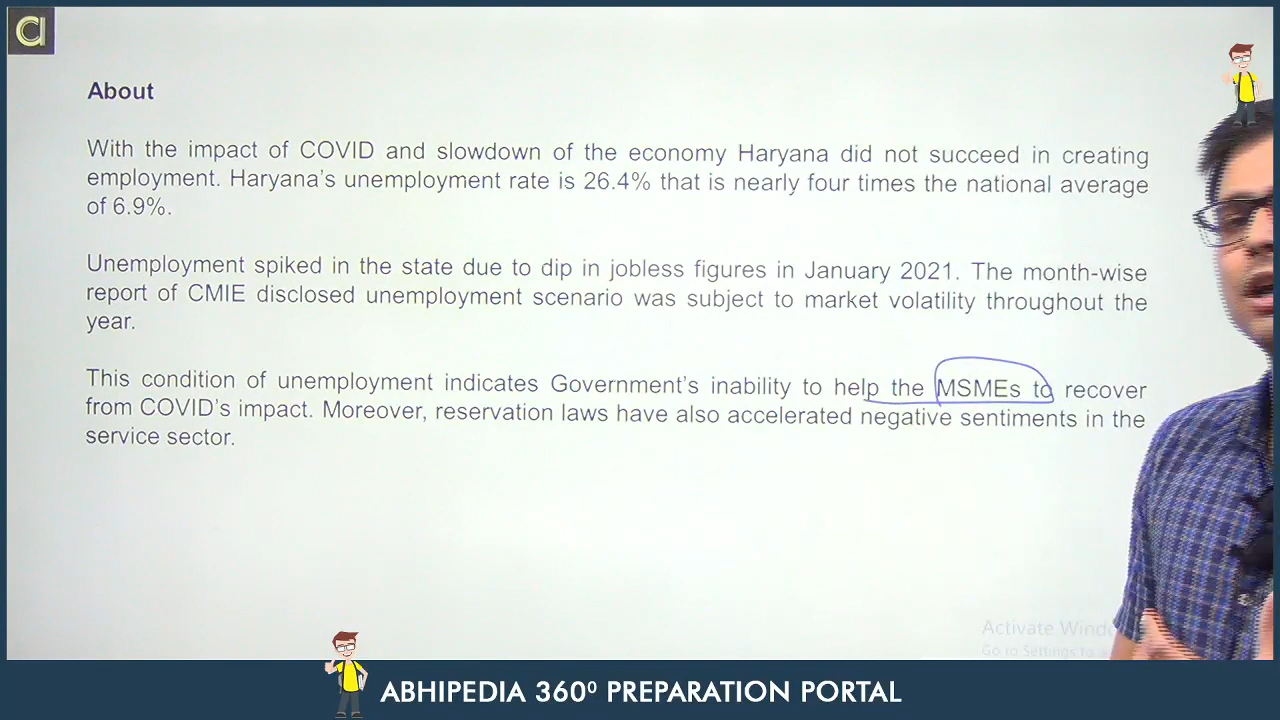 a
About
With the impact of COVID and slowdown of the economy Haryana did not succeed in creating
employment. Haryana's unemployment rate is 26.4% that is nearly four times the national average
of 6.9%.
Unemployment spiked in the state due to dip in jobless figures in January 2021. The month-wise
report of CMIE disclosed unemployment scenario was subject to market volatility throughout the
year.
This condition of unemployment indicates Government's inability to help the MSMEs to recover
from COVID's impact. Moreover, reservation laws have also accelerated negative sentiments in the
service sector.
Activate
Go to Settings to
ABHIPEDIA 360⁰ PREPARATION PORTAL